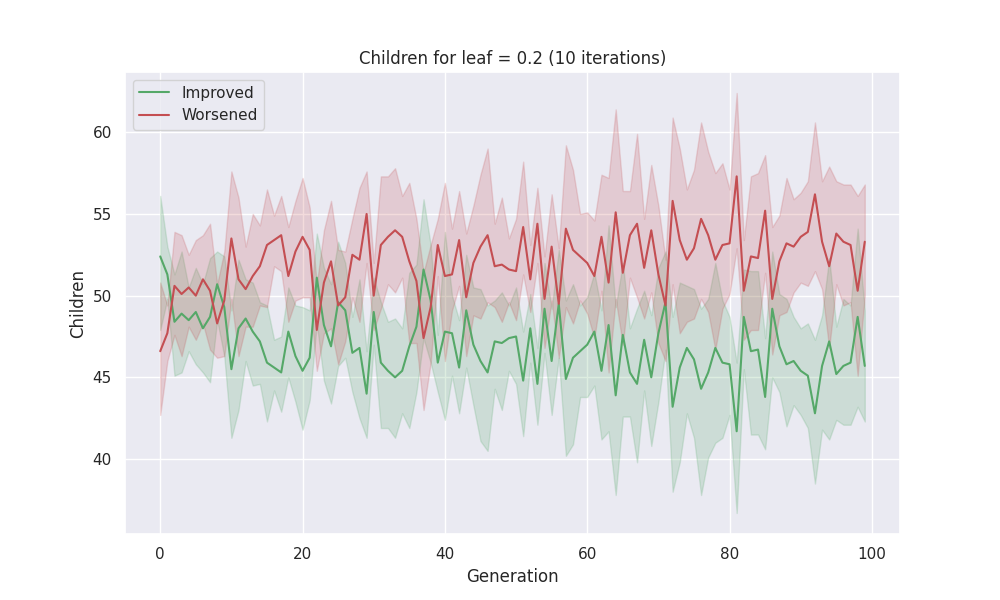 Children for leaf = 0.2 (10 iterations)
Improved
Worsened
60
55
50
45
40
Children
0 20 40 60 80 100
Generation